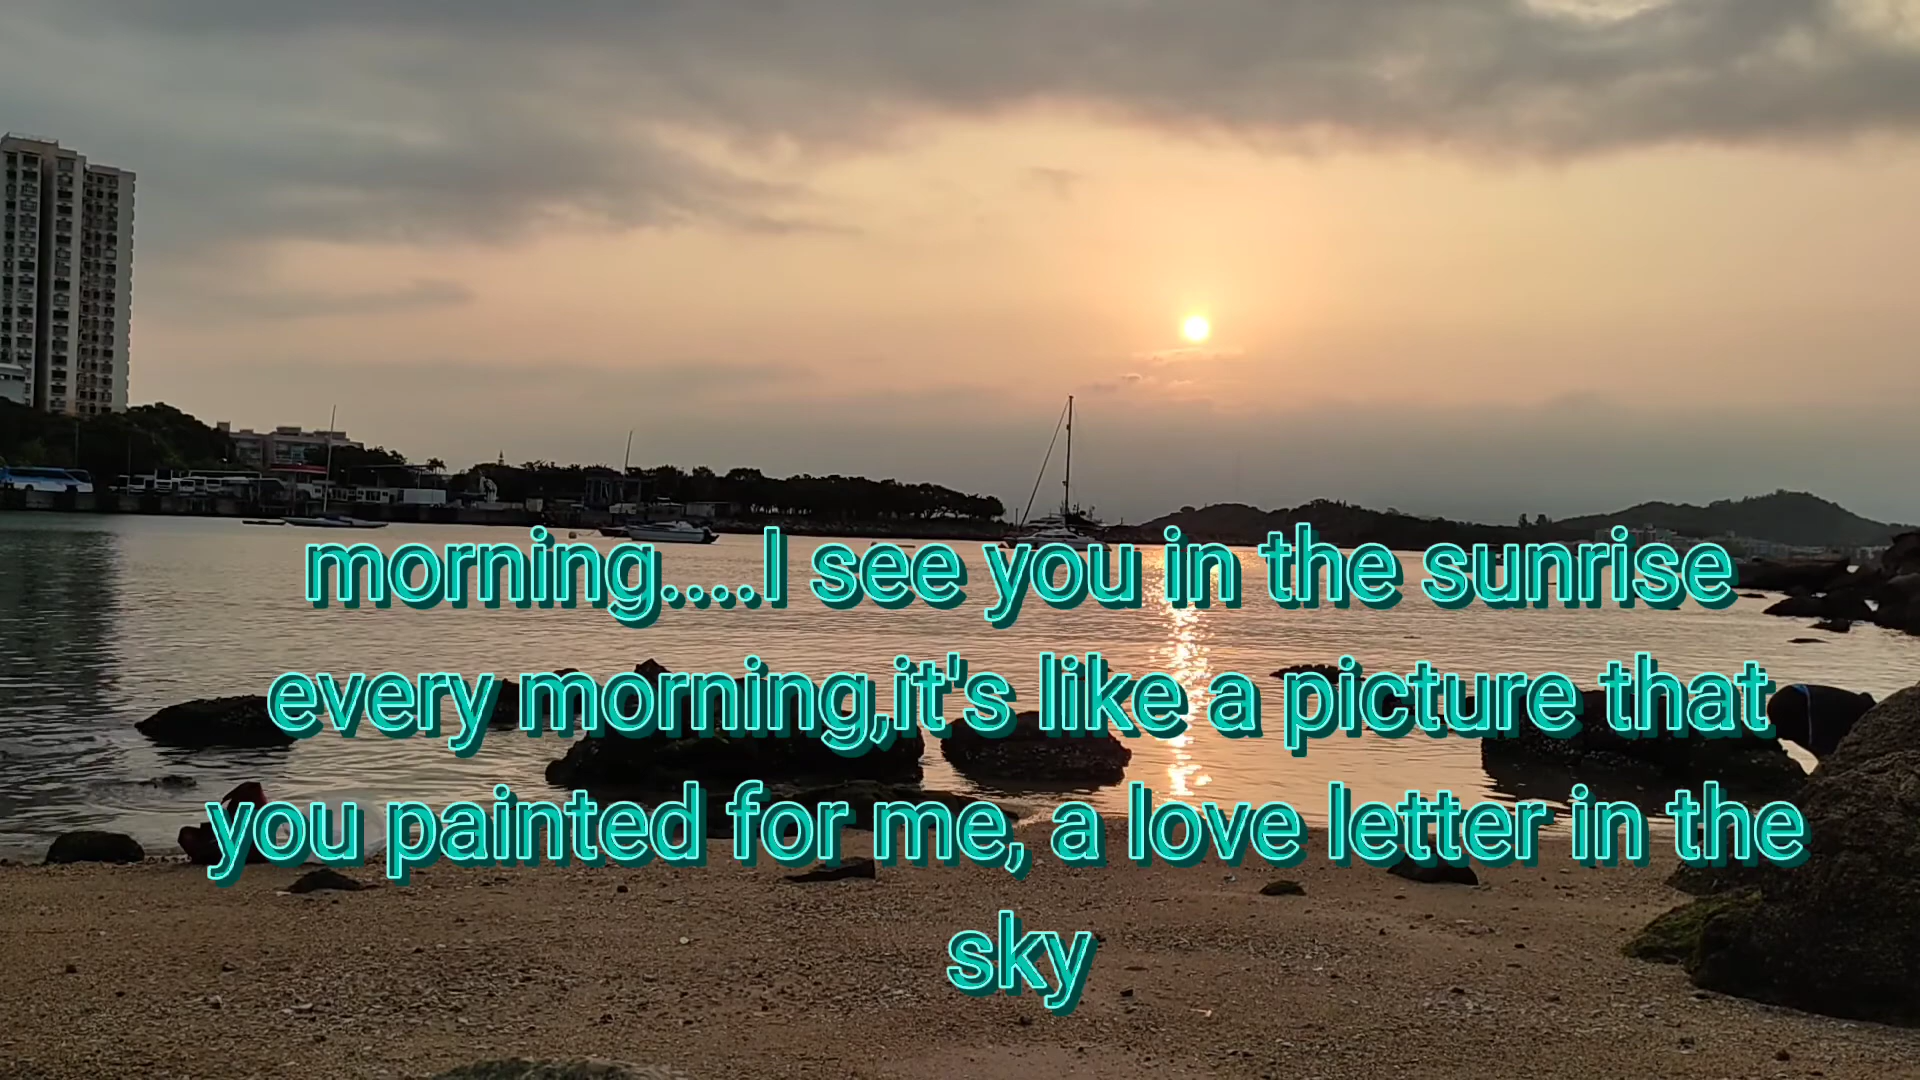 morning....I see you in the sunrise
every morning,it's like a picture that
you painted for me, a love letter in the
sky